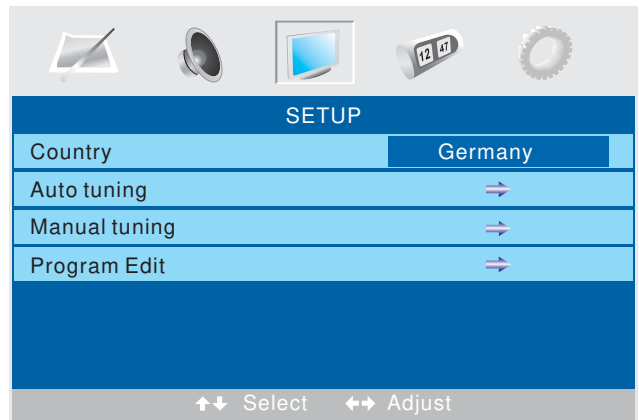 12 47
SETUP
Country Germany
Auto tuning
Manual tuning
Program Edit
Select Adjust